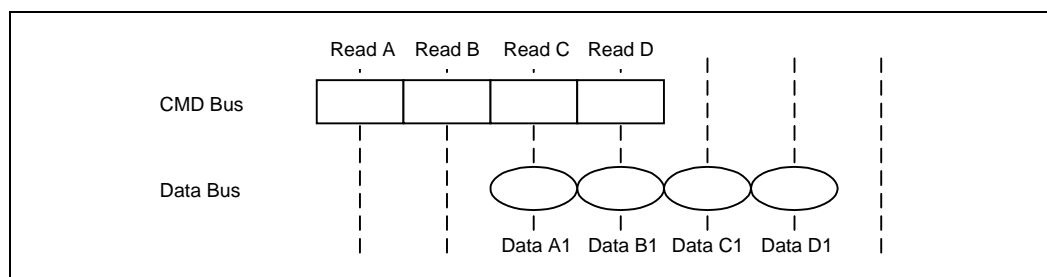 Read A Read B Read C Read D
CMD Bus
Data Bus
Data A1 Data B1 Data C1 Data D1